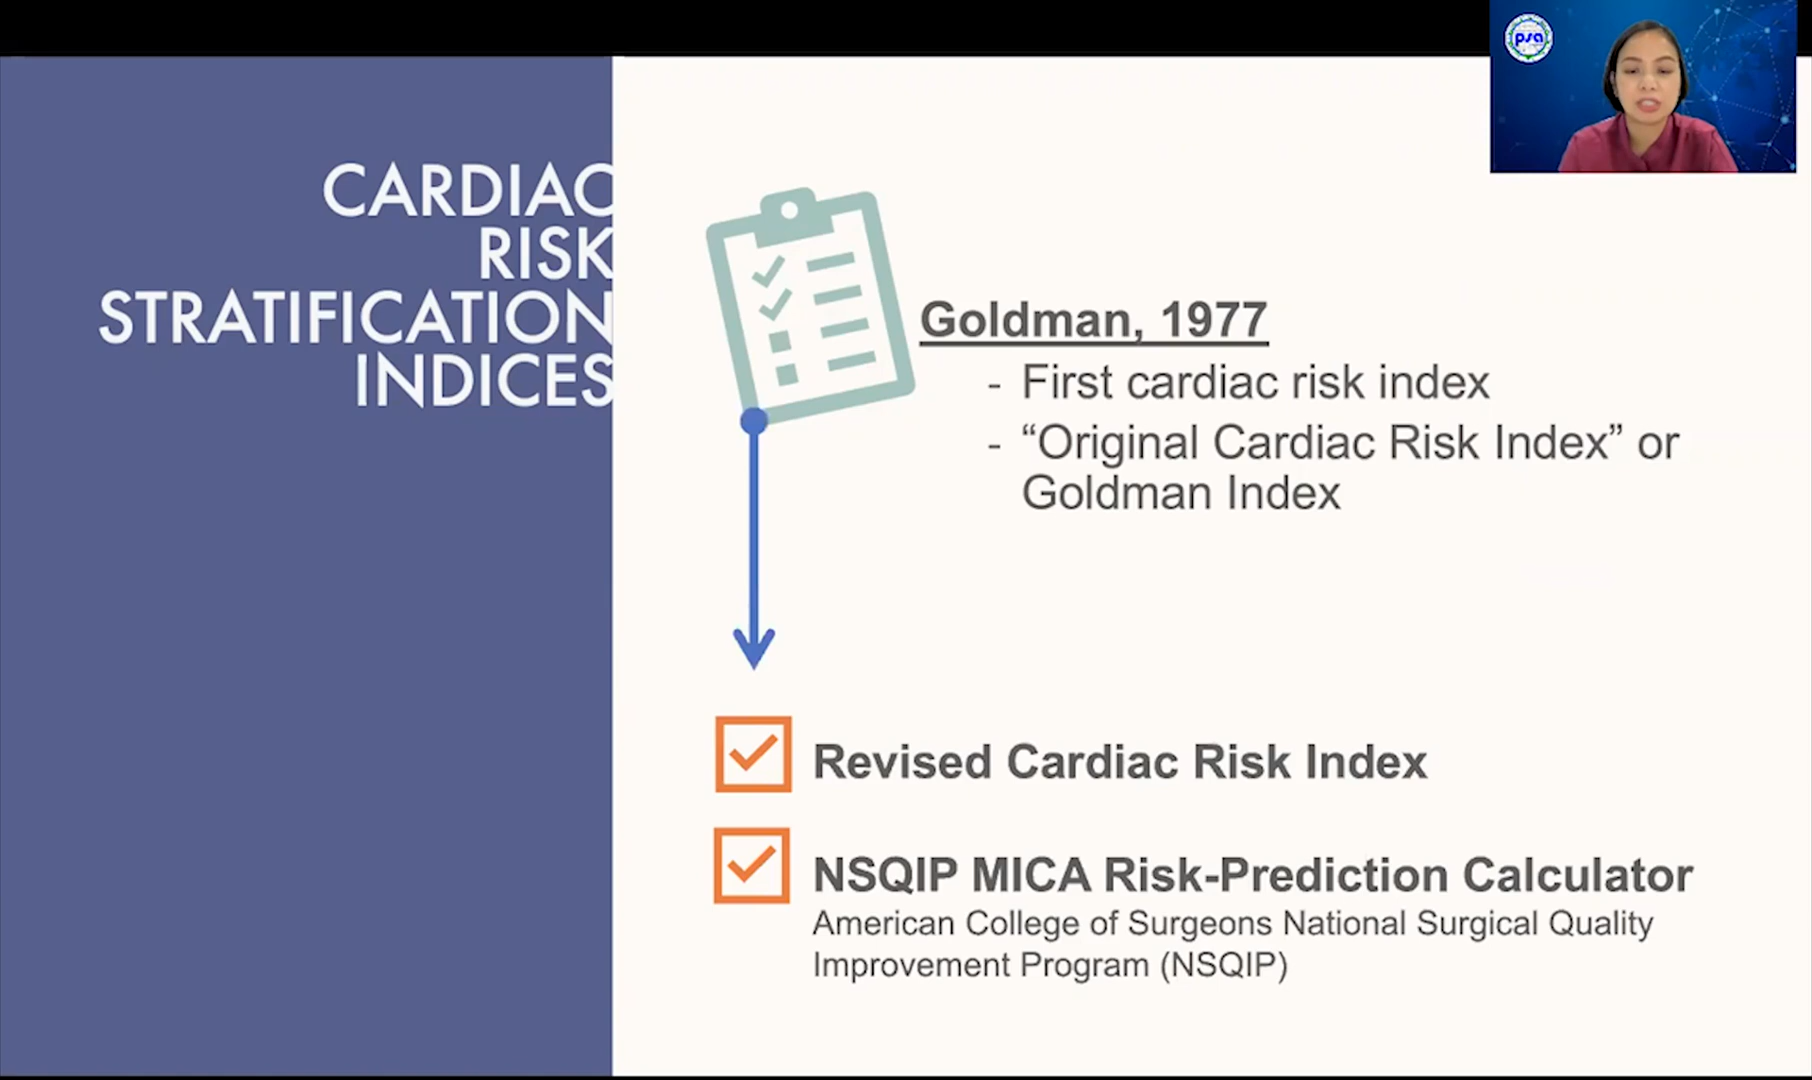 psa
CARDIAC
RISK
STRATIFICATION
INDICES
Goldman, 1977
- First cardiac risk index
- “Original Cardiac Risk Index” or
Goldman Index
Revised Cardiac Risk Index
NSQIP MICA Risk-Prediction Calculator
American College of Surgeons National Surgical Quality
Improvement Program (NSQIP)